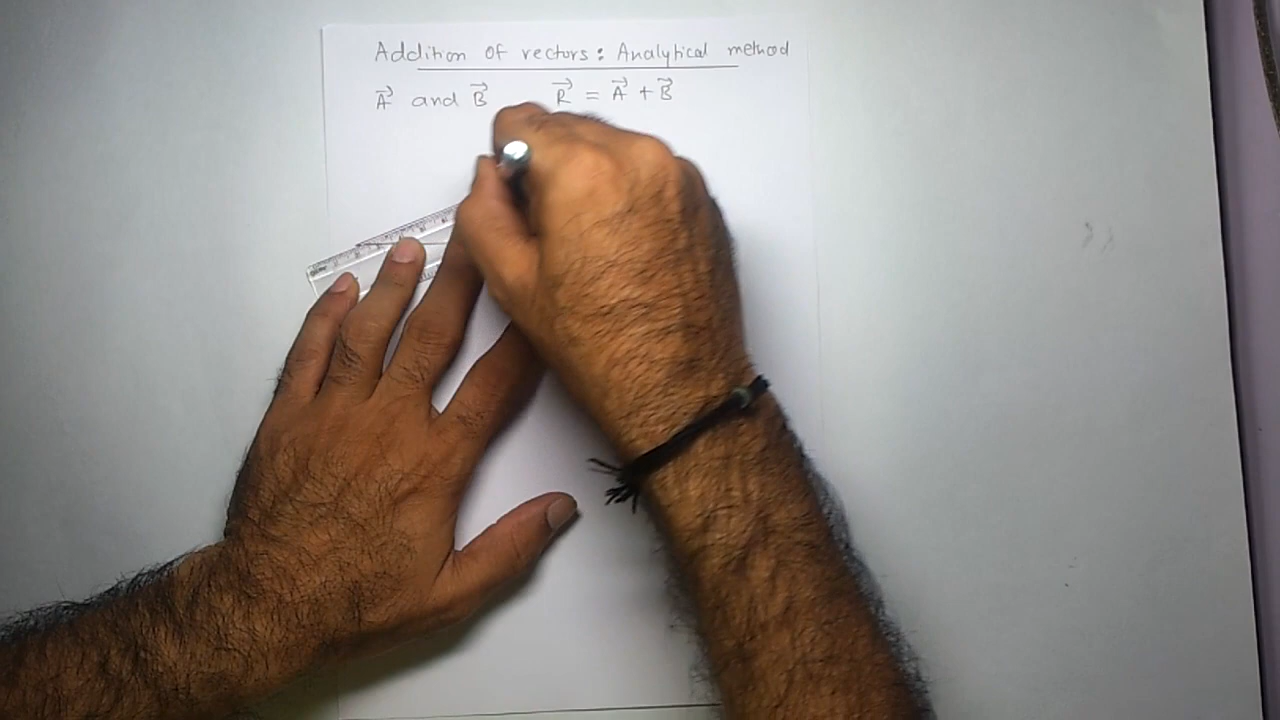 Addition of vectors: Analytical method
A⃗ and B⃗ R⃗ = A⃗ + B⃗